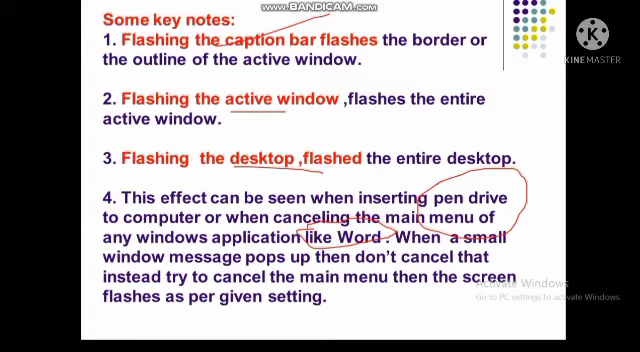 WWW.BANDICAM.COM
Some key notes:
1. Flashing the caption bar flashes the border or
the outline of the active window.
2. Flashing the active window ,flashes the entire
active window.
3. Flashing the desktop ,flashed the entire desktop.
4. This effect can be seen when inserting pen drive
to computer or when canceling the main menu of
any windows application like Word . When a small
window message pops up then don't cancel that
instead try to cancel the main menu then the screen
flashes as per given setting.
K
KINEMASTER
Activate Windows
Go to PC settings to activate Windows.